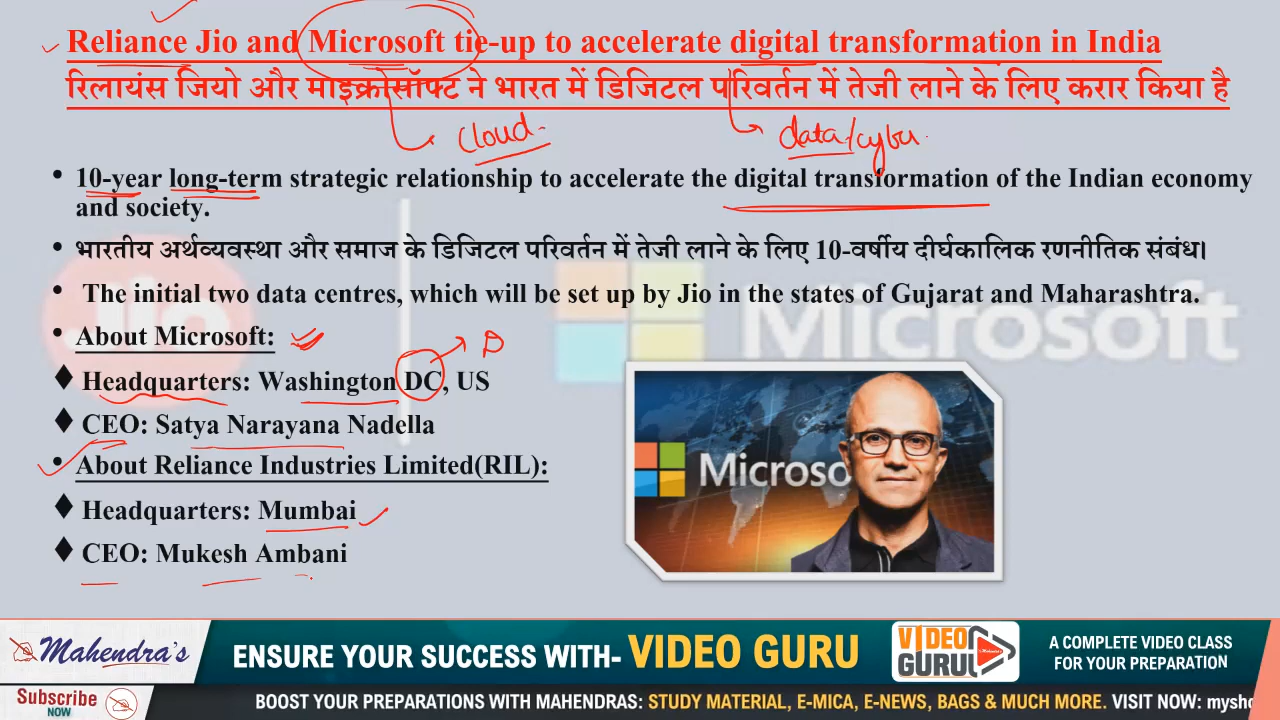 Reliance Jio and Microsoft tie-up to accelerate digital transformation in India
रिलायंस जियो और माइक्रोसॉफ्ट ने भारत में डिजिटल परिवर्तन में तेजी लाने के लिए करार किया है
cloud
data/cyber
• 10-year long-term strategic relationship to accelerate the digital transformation of the Indian economy
and society.
• भारतीय अर्थव्यवस्था और समाज के डिजिटल परिवर्तन में तेजी लाने के लिए 10-वर्षीय दीर्घकालिक रणनीतिक संबंध।
• The initial two data centres, which will be set up by Jio in the states of Gujarat and Maharashtra.
Jio
Microsoft
• About Microsoft:
♦ Headquarters: Washington DC, US
D
♦ CEO: Satya Narayana Nadella
• About Reliance Industries Limited(RIL):
♦ Headquarters: Mumbai
♦ CEO: Mukesh Ambani
Microso
Mahendra's
ENSURE YOUR SUCCESS WITH- VIDEO GURU
VIDEO
GURU
Mahendra's
A COMPLETE VIDEO CLASS
FOR YOUR PREPARATION
Subscribe
NOW
BOOST YOUR PREPARATIONS WITH MAHENDRAS: STUDY MATERIAL, E-MICA, E-NEWS, BAGS & MUCH MORE. VISIT NOW: mysho